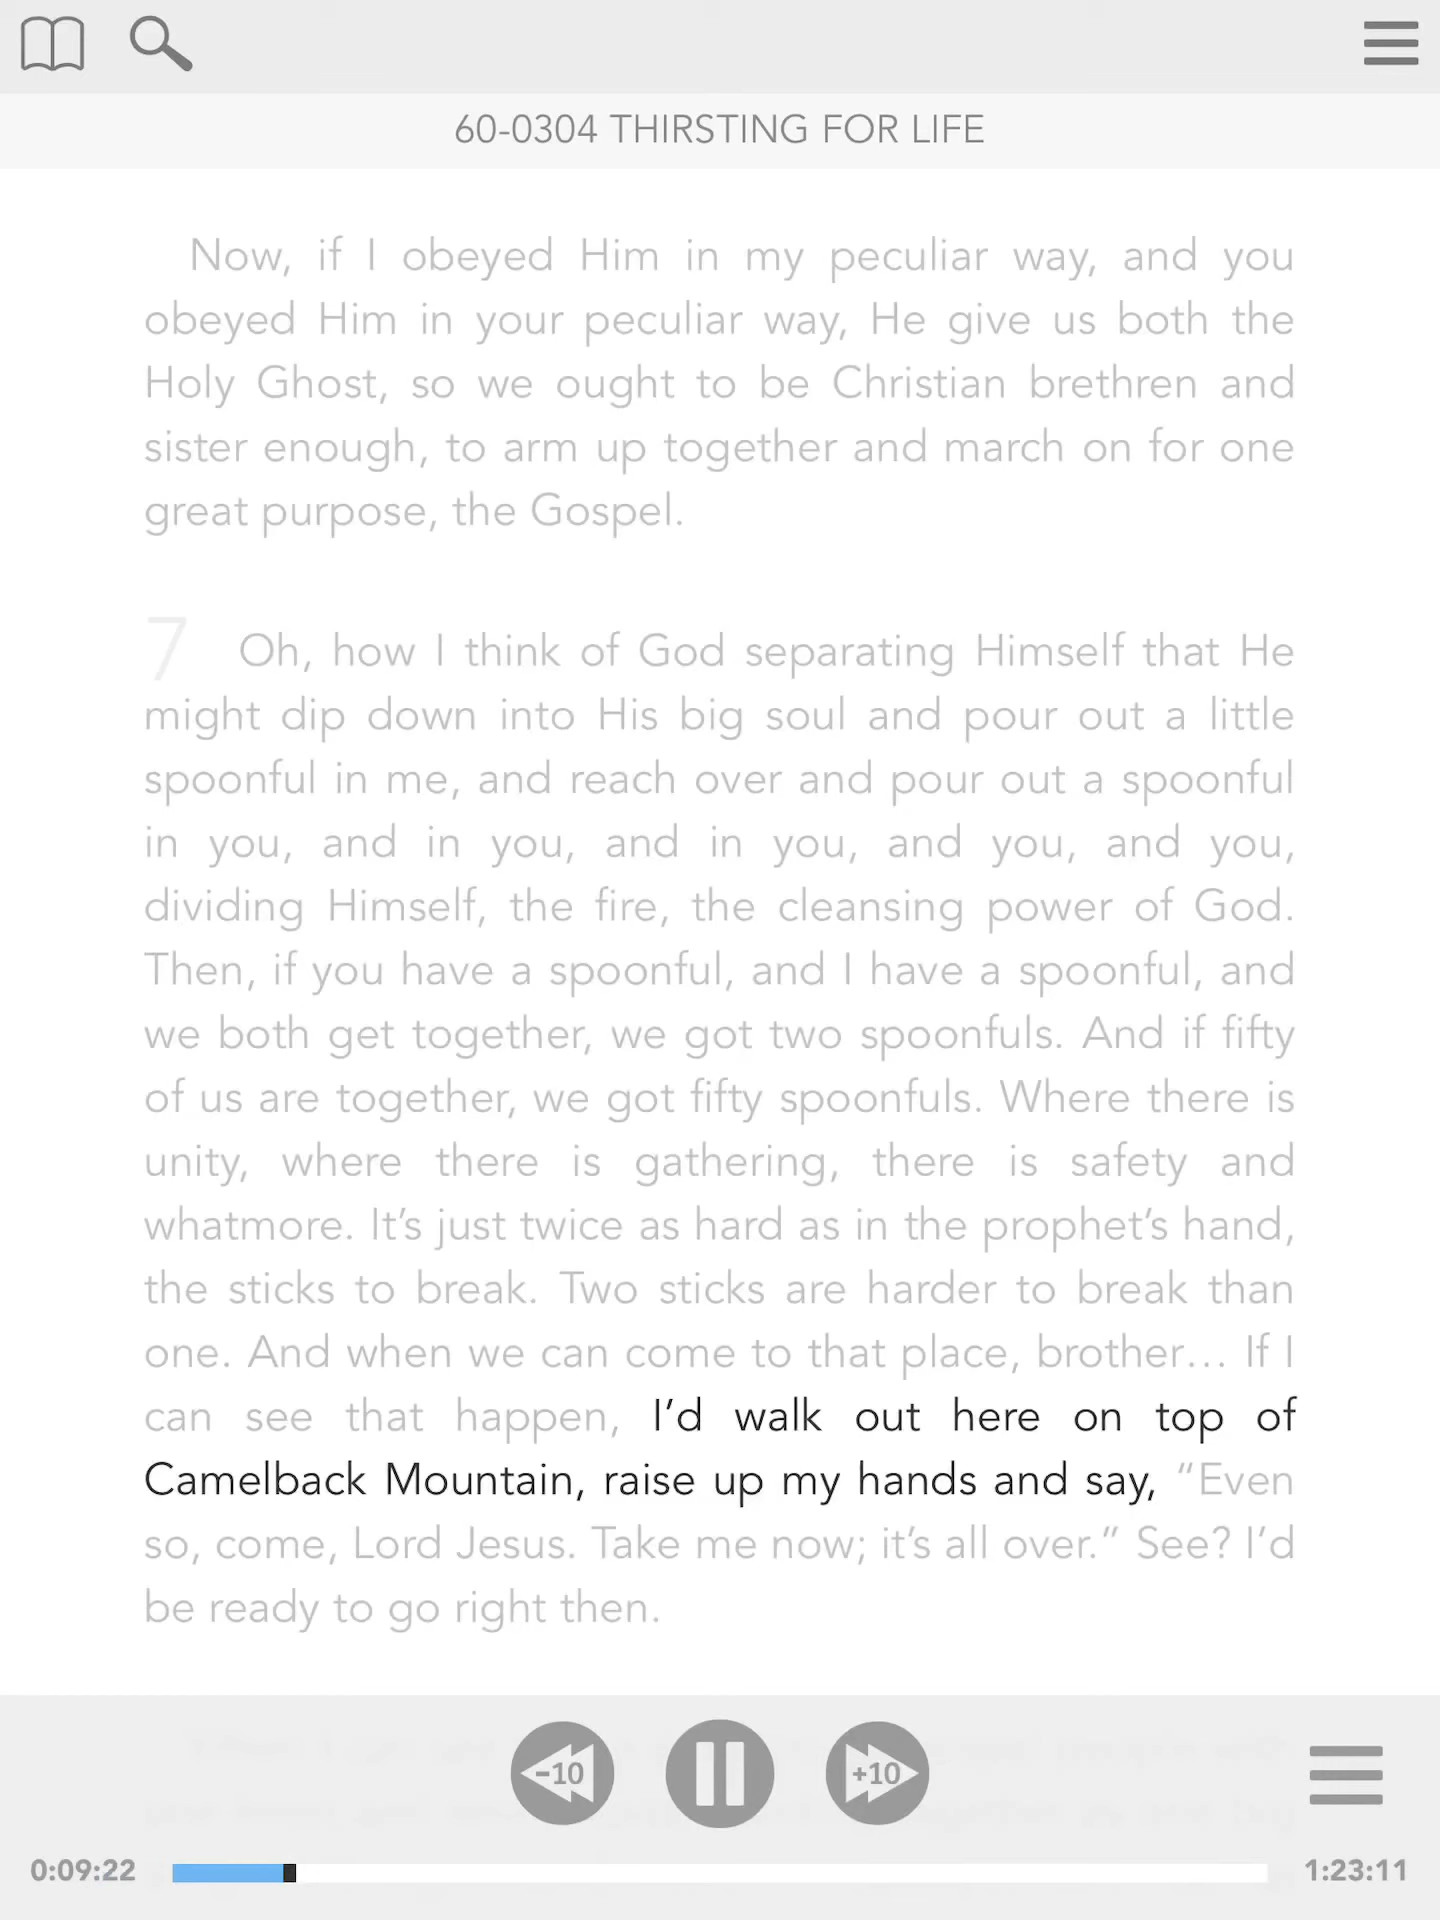 60-0304 THIRSTING FOR LIFE
Now, if I obeyed Him in my peculiar way, and you
obeyed Him in your peculiar way, He give us both the
Holy Ghost, so we ought to be Christian brethren and
sister enough, to arm up together and march on for one
great purpose, the Gospel.
7 Oh, how I think of God separating Himself that He
might dip down into His big soul and pour out a little
spoonful in me, and reach over and pour out a spoonful
in you, and in you, and in you, and you, and you,
dividing Himself, the fire, the cleansing power of God.
Then, if you have a spoonful, and I have a spoonful, and
we both get together, we got two spoonfuls. And if fifty
of us are together, we got fifty spoonfuls. Where there is
unity, where there is gathering, there is safety and
whatmore. It’s just twice as hard as in the prophet’s hand,
the sticks to break. Two sticks are harder to break than
one. And when we can come to that place, brother… If I
can see that happen, I’d walk out here on top of
Camelback Mountain, raise up my hands and say, “Even
so, come, Lord Jesus. Take me now; it’s all over.” See? I’d
be ready to go right then.
-10 +10
0:09:22 1:23:11